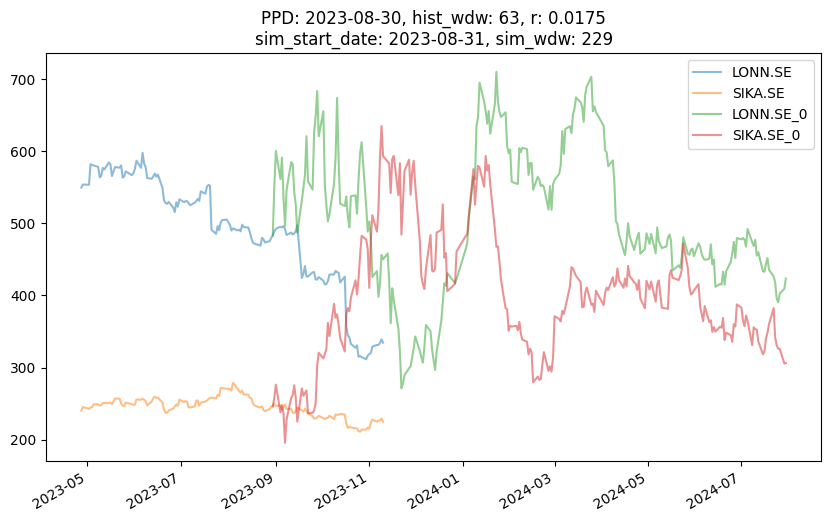 PPD: 2023-08-30, hist_wdw: 63, r: 0.0175
sim_start_date: 2023-08-31, sim_wdw: 229
LONN.SE
SIKA.SE
LONN.SE_0
SIKA.SE_0
700
600
500
400
300
200
2023-05
2023-07
2023-09
2023-11
2024-01
2024-03
2024-05
2024-07